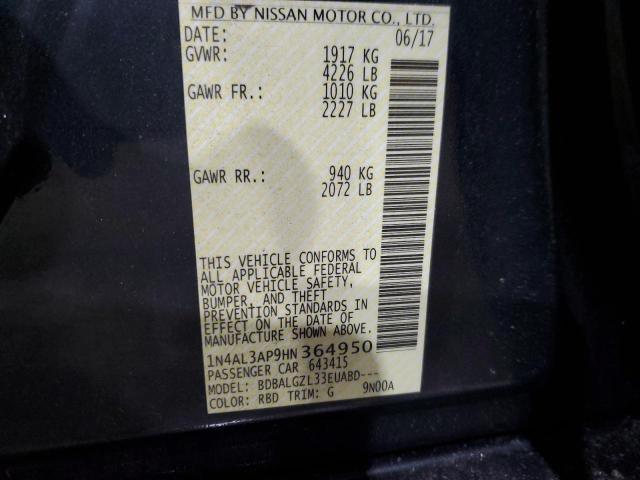 MFD BY NISSAN MOTOR CO., LTD.
DATE: 06/17
GVWR: 1917 KG
4226 LB
GAWR FR.: 1010 KG
2227 LB
GAWR RR.: 940 KG
2072 LB
THIS VEHICLE CONFORMS TO
ALL APPLICABLE FEDERAL
MOTOR VEHICLE SAFETY,
BUMPER, AND THEFT
PREVENTION STANDARDS IN
EFFECT ON THE DATE OF
MANUFACTURE SHOWN ABOVE.
1N4AL3AP9HN364950
PASSENGER CAR 64341S
MODEL: BDBALGZL33EUABD---
COLOR: RBD TRIM: G 9N00A